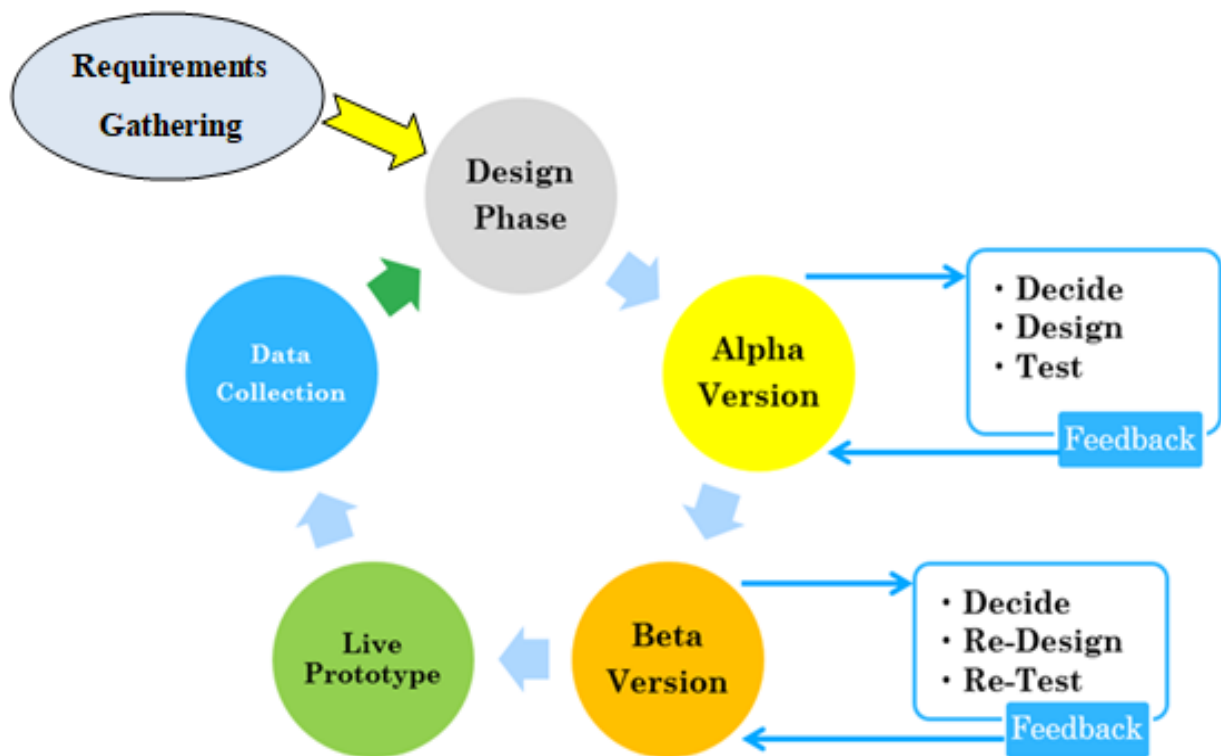 Requirements
Gathering
Design
Phase
Alpha
Version
・Decide
・Design
・Test
Feedback
Data
Collection
Live
Prototype
Beta
Version
・Decide
・Re-Design
・Re-Test
Feedback